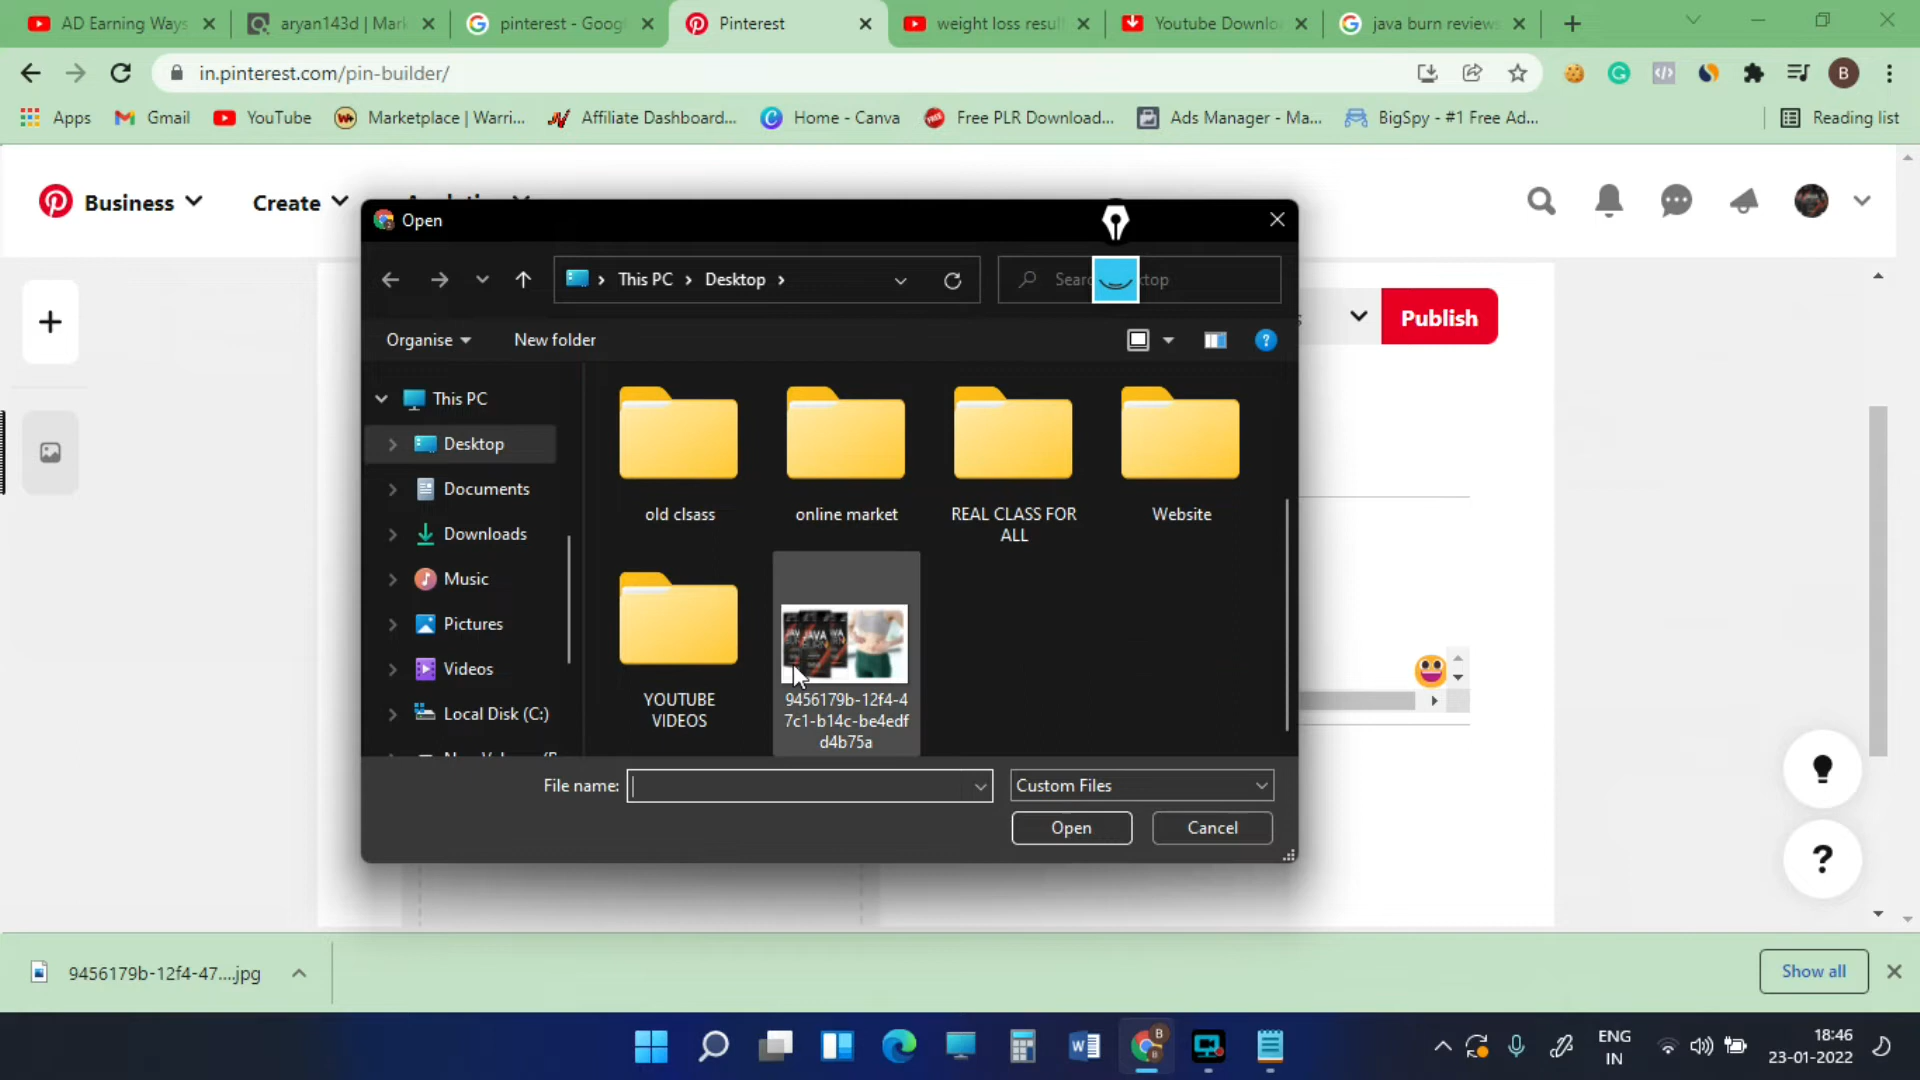 AD Earning Ways
aryan143d | Mark
pinterest - Goog
Pinterest
weight loss resul
Youtube Downlo
java burn reviews
in.pinterest.com/pin-builder/
B
Apps
Gmail
YouTube
Marketplace | Warri...
Affiliate Dashboard...
Home - Canva
Free PLR Download...
Ads Manager - Ma...
BigSpy - #1 Free Ad...
Reading list
Business
Create
Open
This PC
Desktop
Publish
Organise
New folder
This PC
Desktop
Documents
Downloads
Music
Pictures
Videos
Local Disk (C:)
old clsass
online market
REAL CLASS FOR
ALL
Website
YOUTUBE
VIDEOS
JAVA
9456179b-12f4-4
7c1-b14c-be4edf
d4b75a
File name:
Custom Files
Open
Cancel
9456179b-12f4-47....jpg
Show all
ENG
IN
18:46
23-01-2022